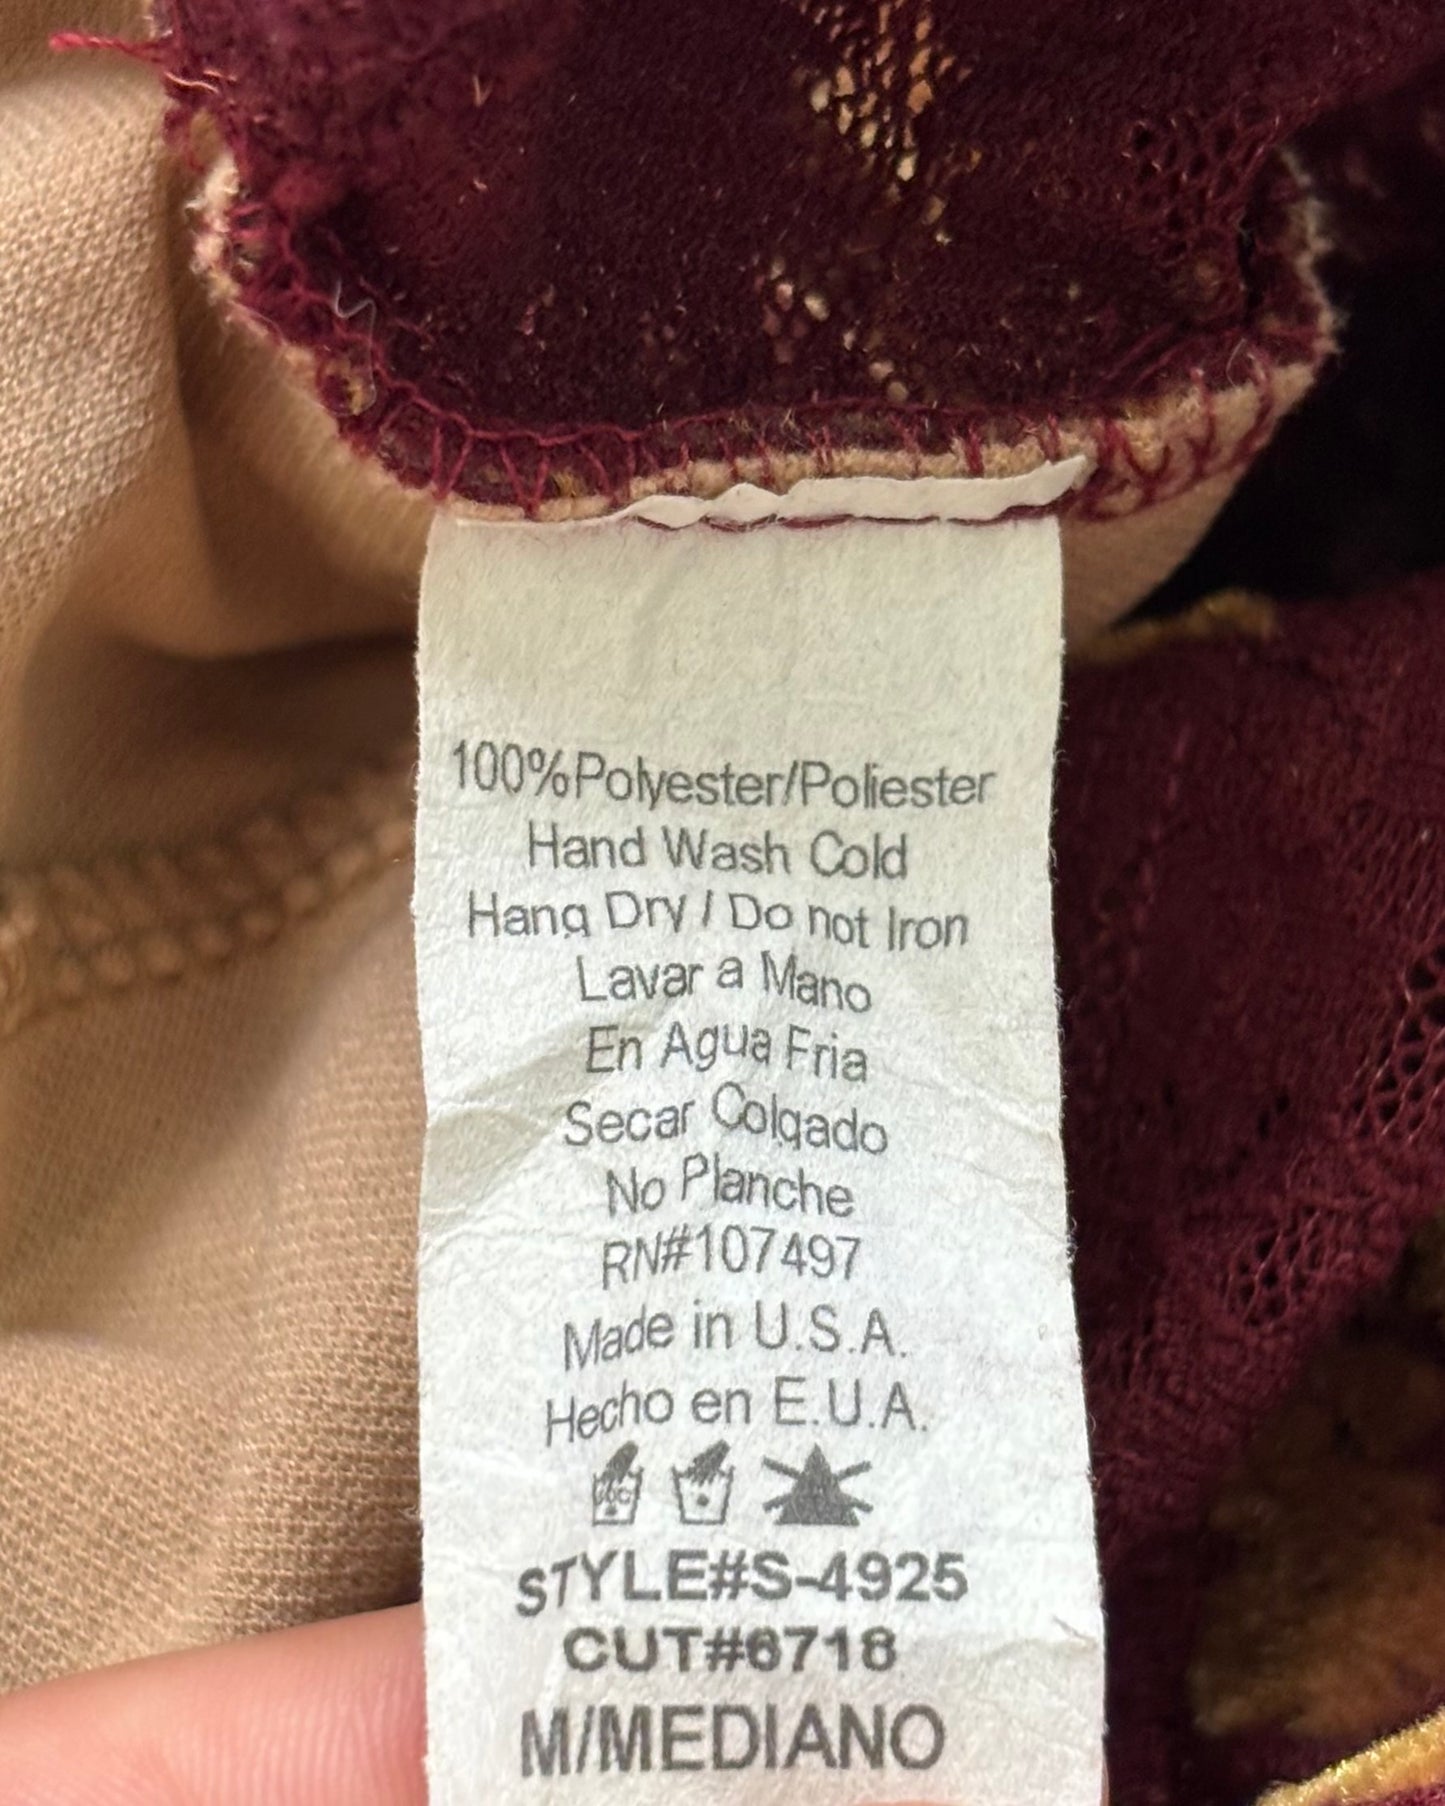 100%Polyester/Poliester
Hand Wash Cold
Hang Dry / Do not Iron
Lavar a Mano
En Agua Fria
Secar Colgado
No Planche
RN#107497
Made in U.S.A.
Hecho en E.U.A.
STYLE#S-4925
CUT#6718
M/MEDIANO